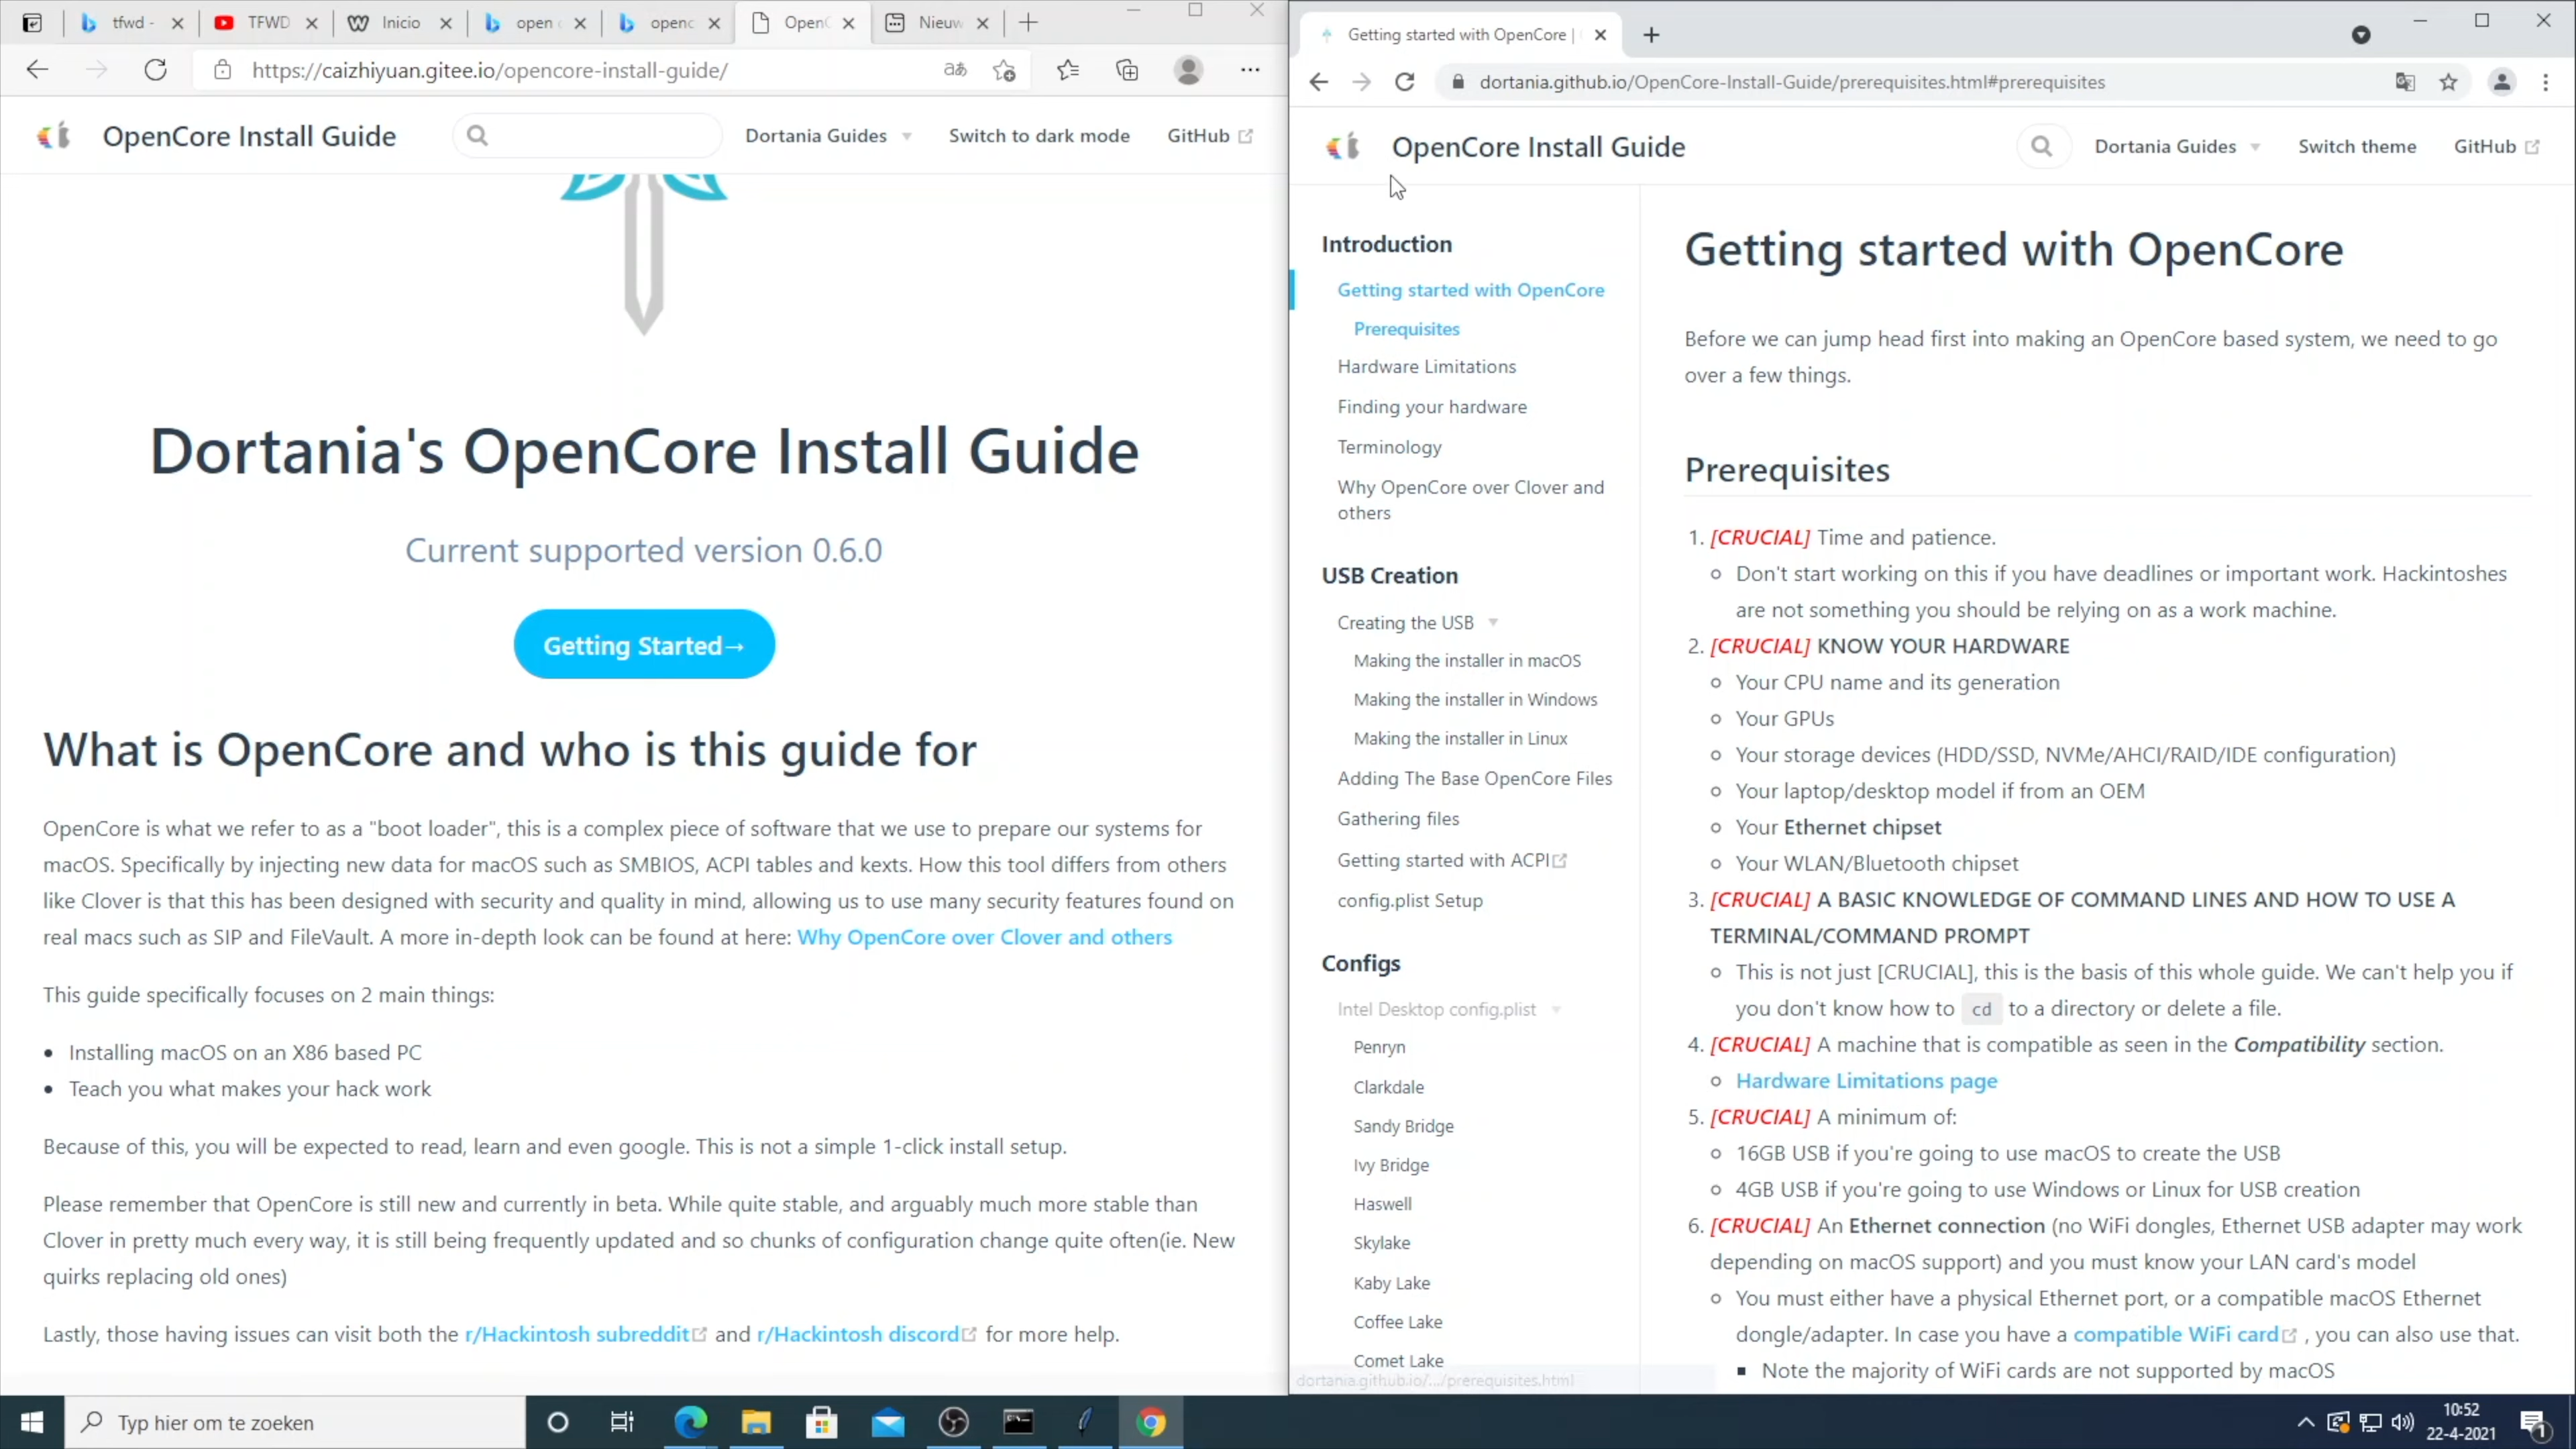 tfwd -
TFWD
Inicio
open
openc
OpenC
Nieuw
https://caizhiyuan.gitee.io/opencore-install-guide/
OpenCore Install Guide
Dortania Guides
Switch to dark mode
GitHub
Dortania's OpenCore Install Guide
Current supported version 0.6.0
Getting Started→
What is OpenCore and who is this guide for
OpenCore is what we refer to as a "boot loader", this is a complex piece of software that we use to prepare our systems for
macOS. Specifically by injecting new data for macOS such as SMBIOS, ACPI tables and kexts. How this tool differs from others
like Clover is that this has been designed with security and quality in mind, allowing us to use many security features found on
real macs such as SIP and FileVault. A more in-depth look can be found at here: Why OpenCore over Clover and others
This guide specifically focuses on 2 main things:
• Installing macOS on an X86 based PC
• Teach you what makes your hack work
Because of this, you will be expected to read, learn and even google. This is not a simple 1-click install setup.
Please remember that OpenCore is still new and currently in beta. While quite stable, and arguably much more stable than
Clover in pretty much every way, it is still being frequently updated and so chunks of configuration change quite often(ie. New
quirks replacing old ones)
Lastly, those having issues can visit both the r/Hackintosh subreddit and r/Hackintosh discord for more help.
Getting started with OpenCore |
dortania.github.io/OpenCore-Install-Guide/prerequisites.html#prerequisites
OpenCore Install Guide
Dortania Guides
Switch theme
GitHub
Introduction
Getting started with OpenCore
Prerequisites
Hardware Limitations
Finding your hardware
Terminology
Why OpenCore over Clover and
others
USB Creation
Creating the USB
Making the installer in macOS
Making the installer in Windows
Making the installer in Linux
Adding The Base OpenCore Files
Gathering files
Getting started with ACPI
config.plist Setup
Configs
Intel Desktop config.plist
Penryn
Clarkdale
Sandy Bridge
Ivy Bridge
Haswell
Skylake
Kaby Lake
Coffee Lake
Comet Lake
dortania.github.io/.../prerequisites.html
Getting started with OpenCore
Before we can jump head first into making an OpenCore based system, we need to go
over a few things.
Prerequisites
1. [CRUCIAL] Time and patience.
Don't start working on this if you have deadlines or important work. Hackintoshes
are not something you should be relying on as a work machine.
2. [CRUCIAL] KNOW YOUR HARDWARE
Your CPU name and its generation
Your GPUs
Your storage devices (HDD/SSD, NVMe/AHCI/RAID/IDE configuration)
Your laptop/desktop model if from an OEM
Your Ethernet chipset
Your WLAN/Bluetooth chipset
3. [CRUCIAL] A BASIC KNOWLEDGE OF COMMAND LINES AND HOW TO USE A
TERMINAL/COMMAND PROMPT
This is not just [CRUCIAL], this is the basis of this whole guide. We can't help you if
you don't know how to cd to a directory or delete a file.
4. [CRUCIAL] A machine that is compatible as seen in the Compatibility section.
Hardware Limitations page
5. [CRUCIAL] A minimum of:
16GB USB if you're going to use macOS to create the USB
4GB USB if you're going to use Windows or Linux for USB creation
6. [CRUCIAL] An Ethernet connection (no WiFi dongles, Ethernet USB adapter may work
depending on macOS support) and you must know your LAN card's model
You must either have a physical Ethernet port, or a compatible macOS Ethernet
dongle/adapter. In case you have a compatible WiFi card , you can also use that.
Note the majority of WiFi cards are not supported by macOS
Typ hier om te zoeken
10:52
22-4-2021
1